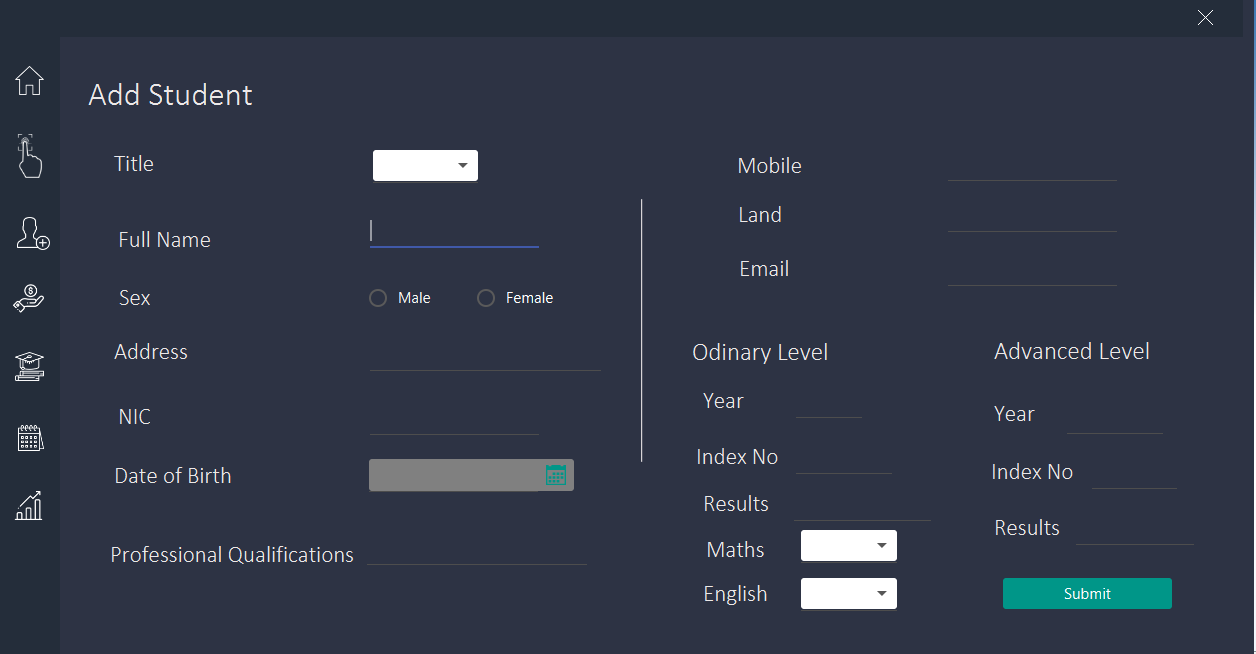 Add Student
Title
Full Name
Sex
Male
Female
Address
NIC
Date of Birth
Professional Qualifications
Mobile
Land
Email
Odinary Level
Year
Index No
Results
Maths
English
Advanced Level
Year
Index No
Results
Submit